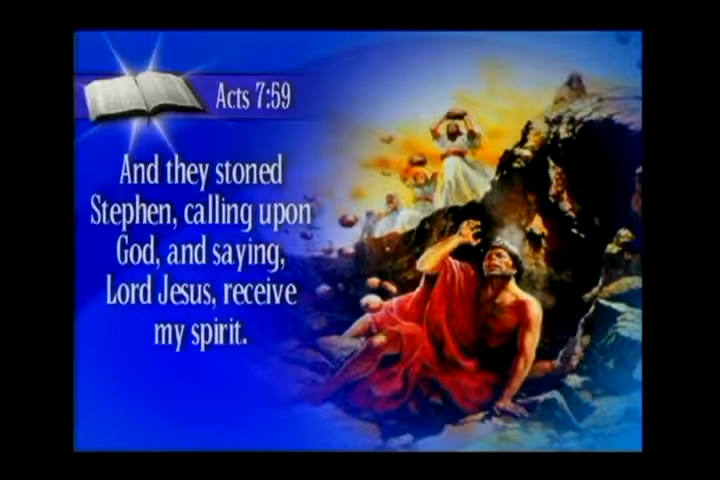 Acts 7:59
And they stoned
Stephen, calling upon
God, and saying,
Lord Jesus, receive
my spirit.